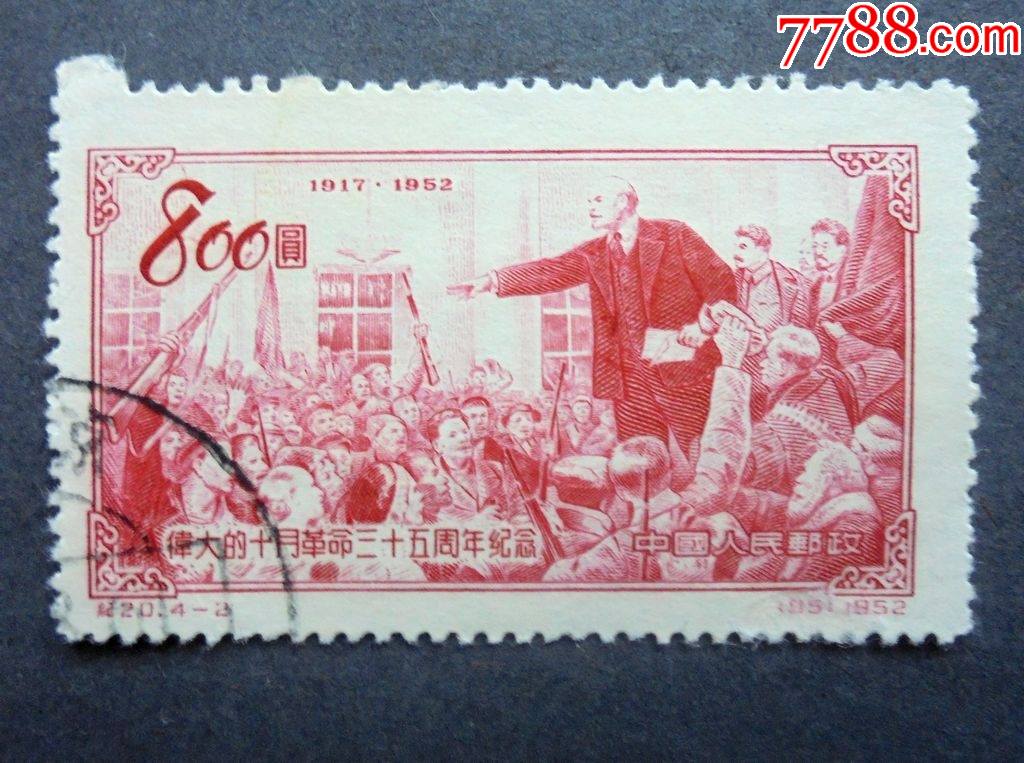 7788.com
1917·1952
800圓
偉大的十月革命三十五周年紀念
中國人民郵政
紀20.4-2
1952